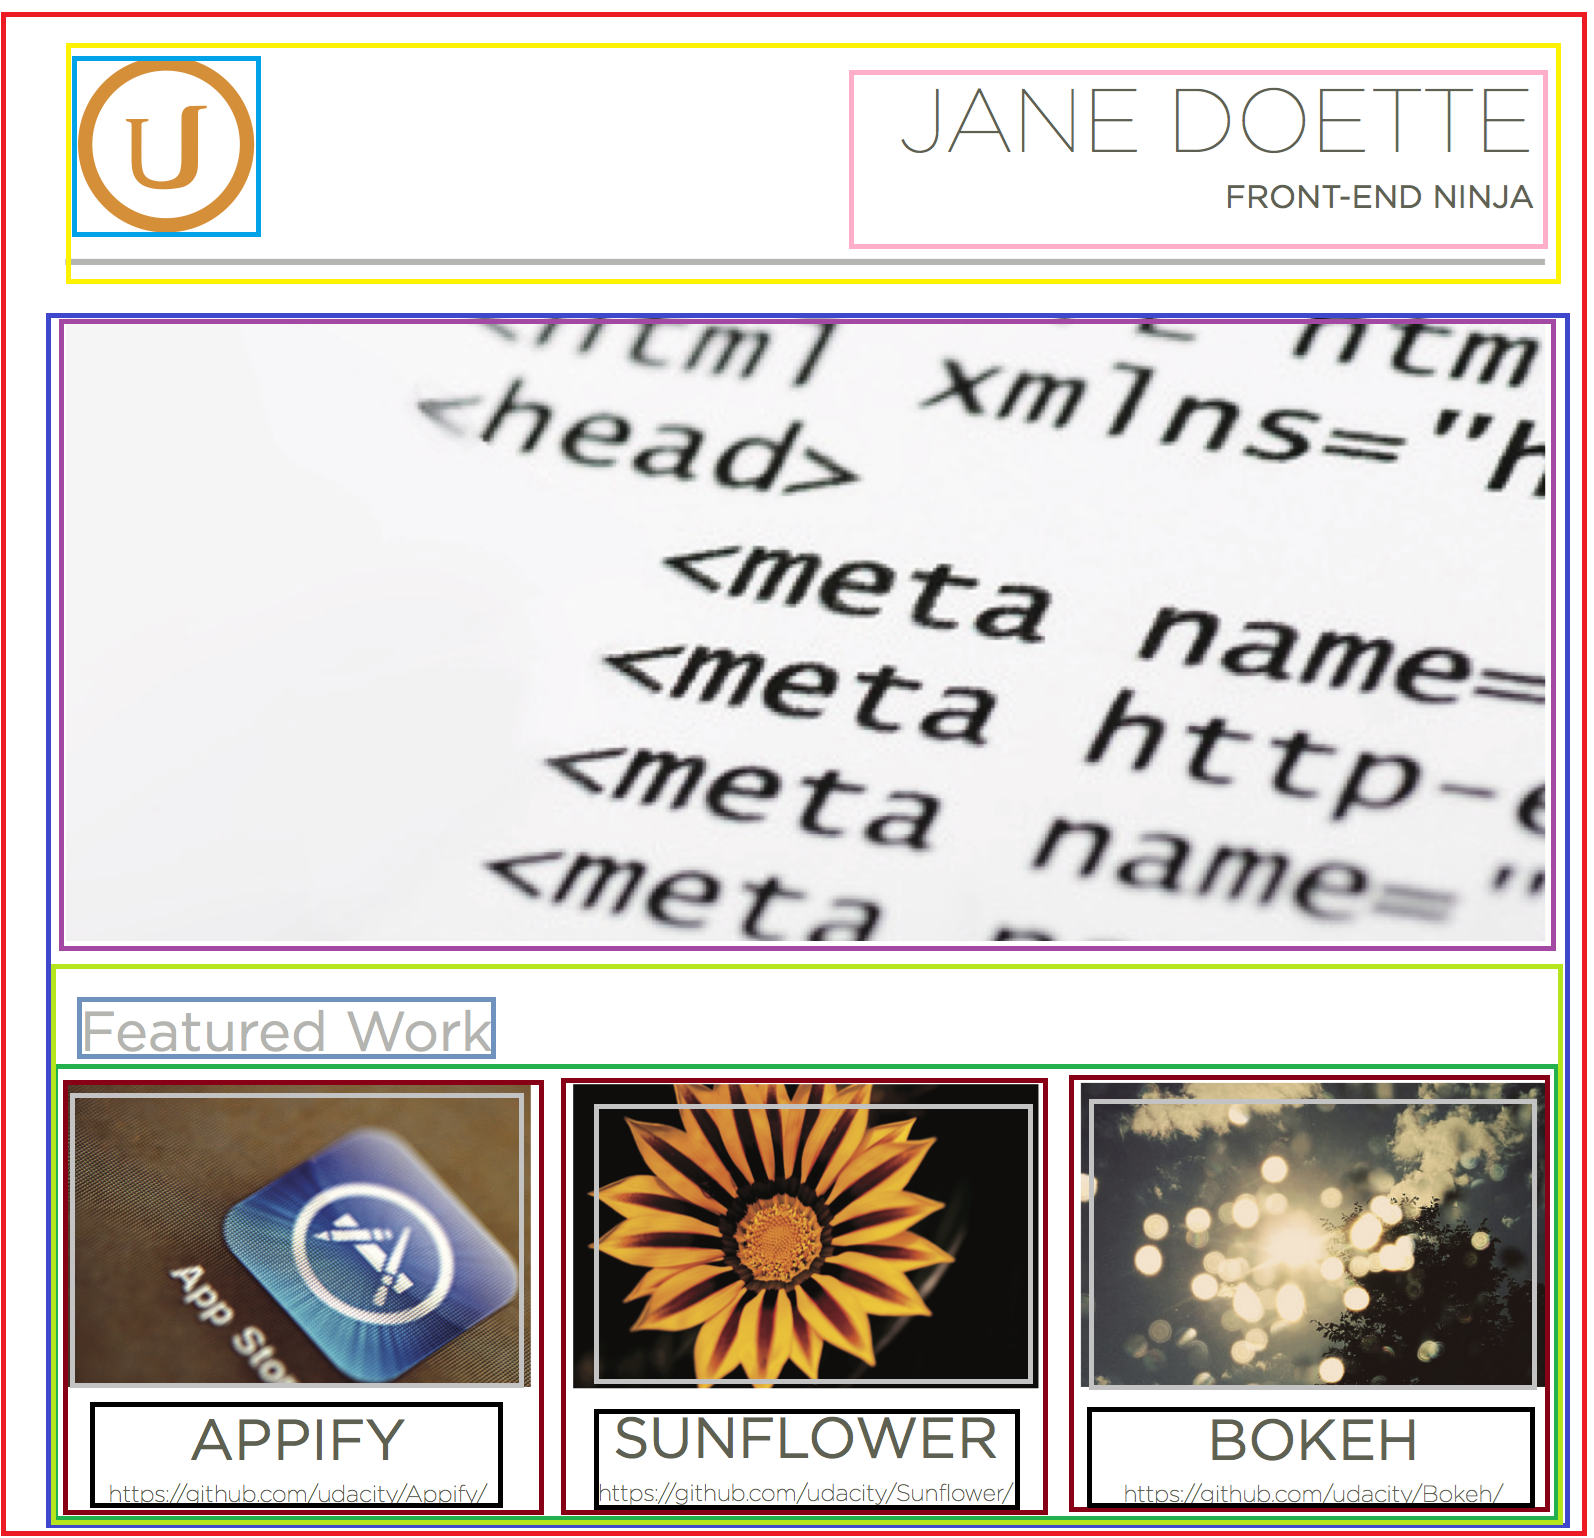 U
JANE DOETTE
FRONT-END NINJA
<html
htm
xmlns="h
<head>
<meta name=
<meta http-e
<meta name="
<meta
Featured Work
App Stor
APPIFY
SUNFLOWER
BOKEH
https://github.com/udacity/Appify/
https://github.com/udacity/Sunflower/
https://github.com/udacity/Bokeh/